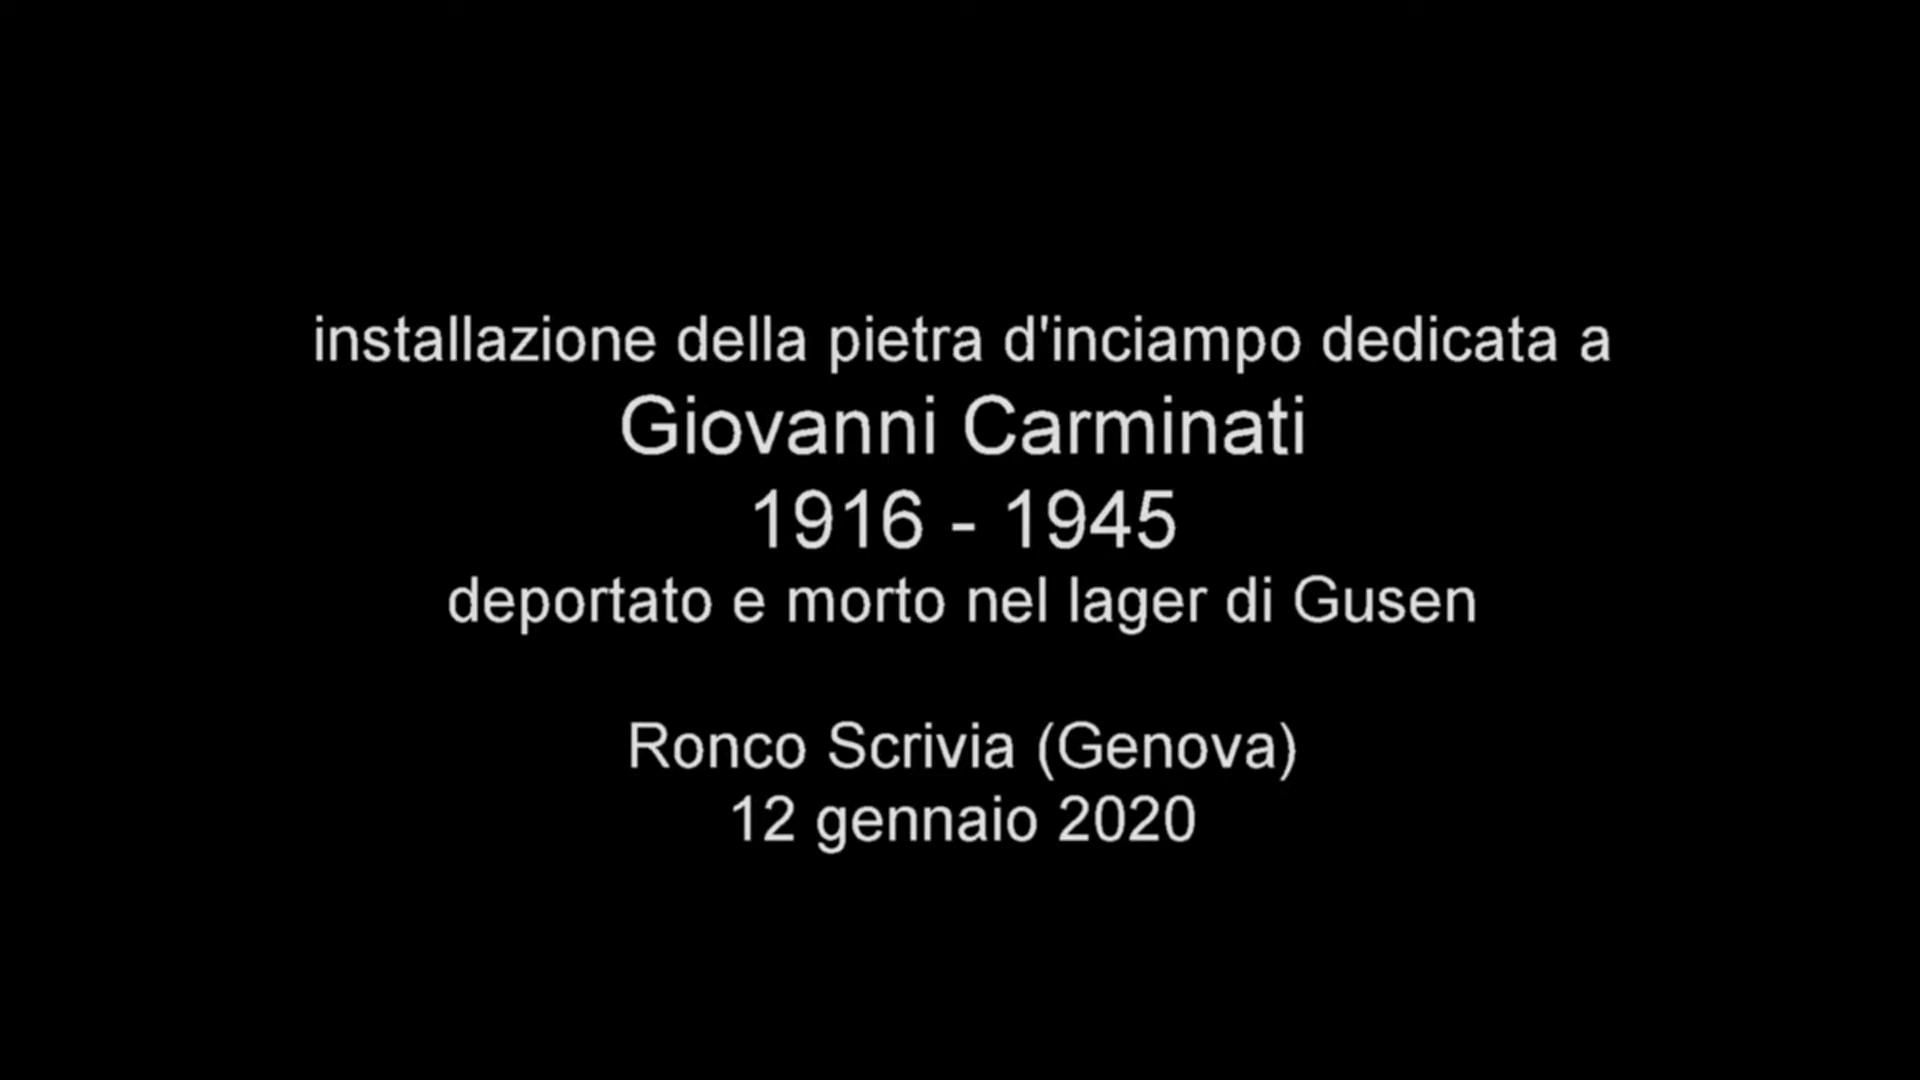 installazione della pietra d'inciampo dedicata a
Giovanni Carminati
1916 - 1945
deportato e morto nel lager di Gusen
Ronco Scrivia (Genova)
12 gennaio 2020